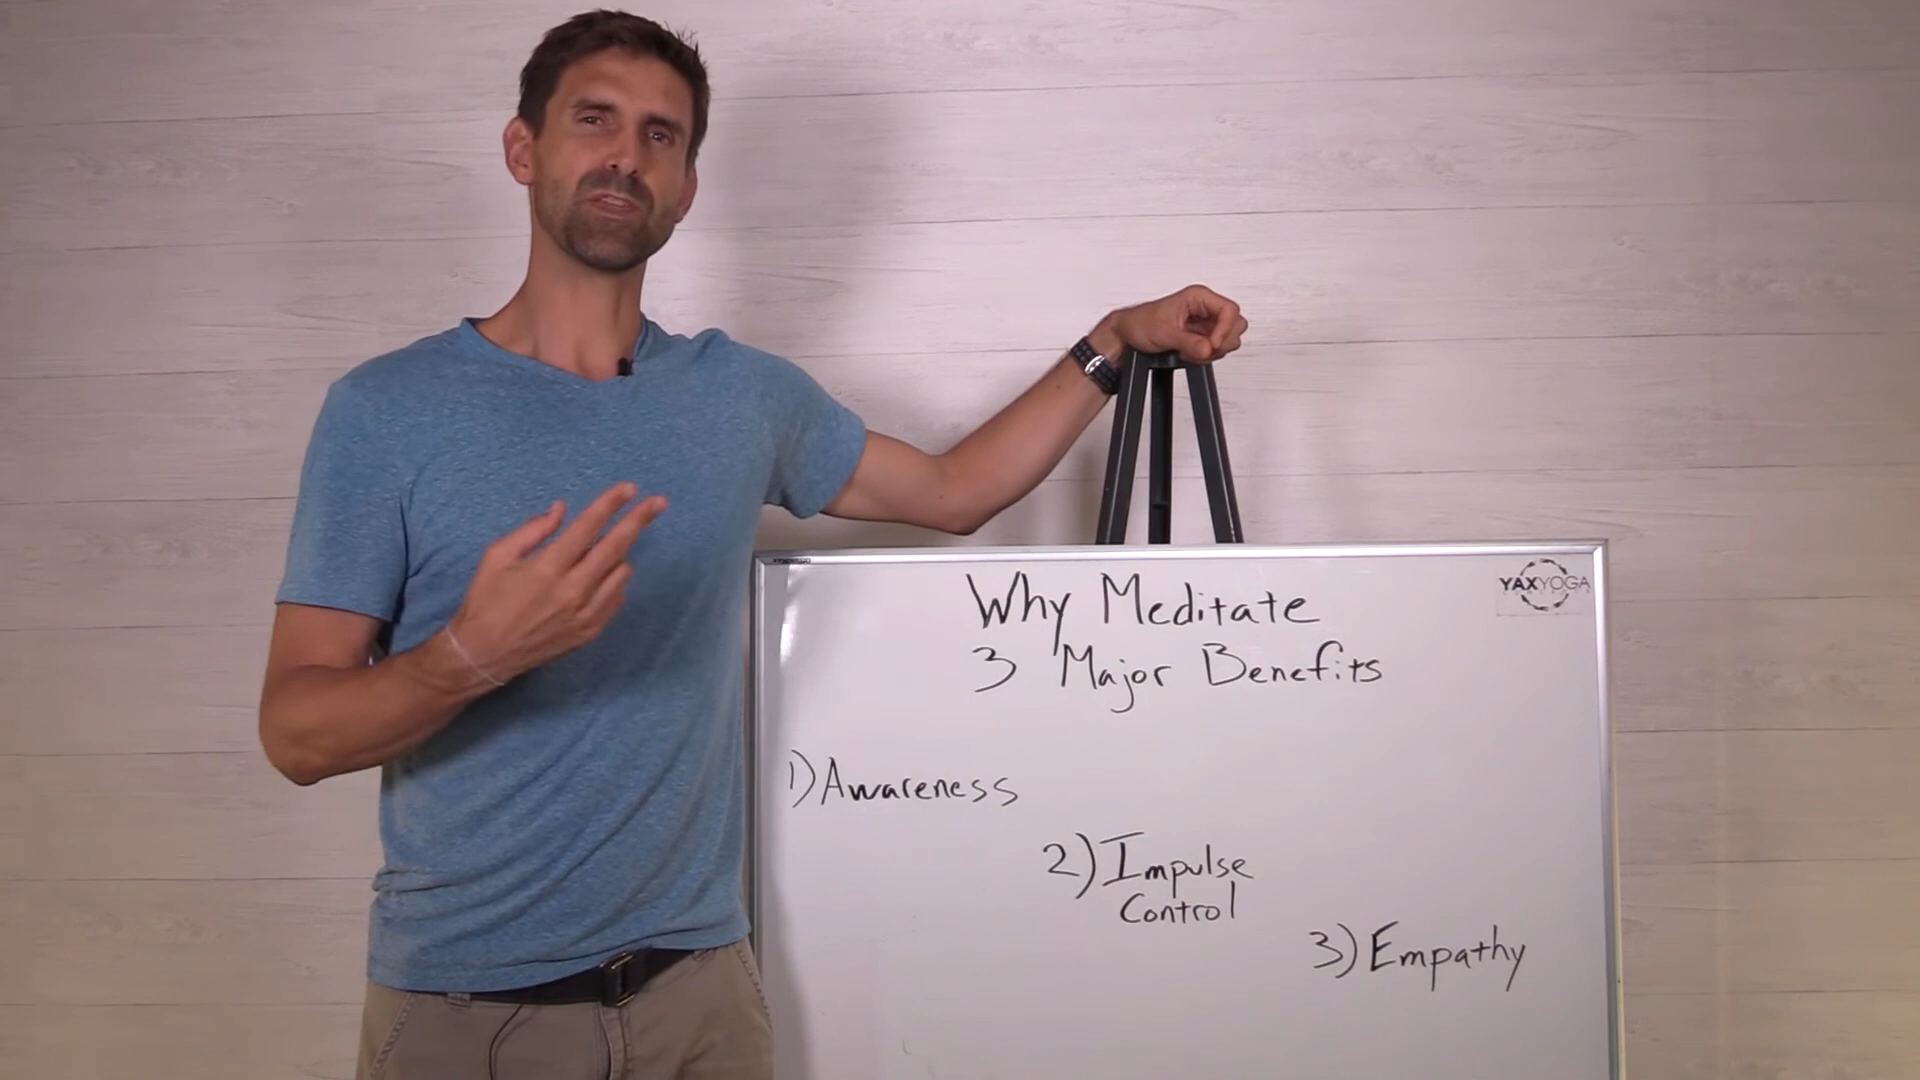 Why Meditate
3 Major Benefits
YAXYOGA
1) Awareness
2) Impulse
Control
3) Empathy